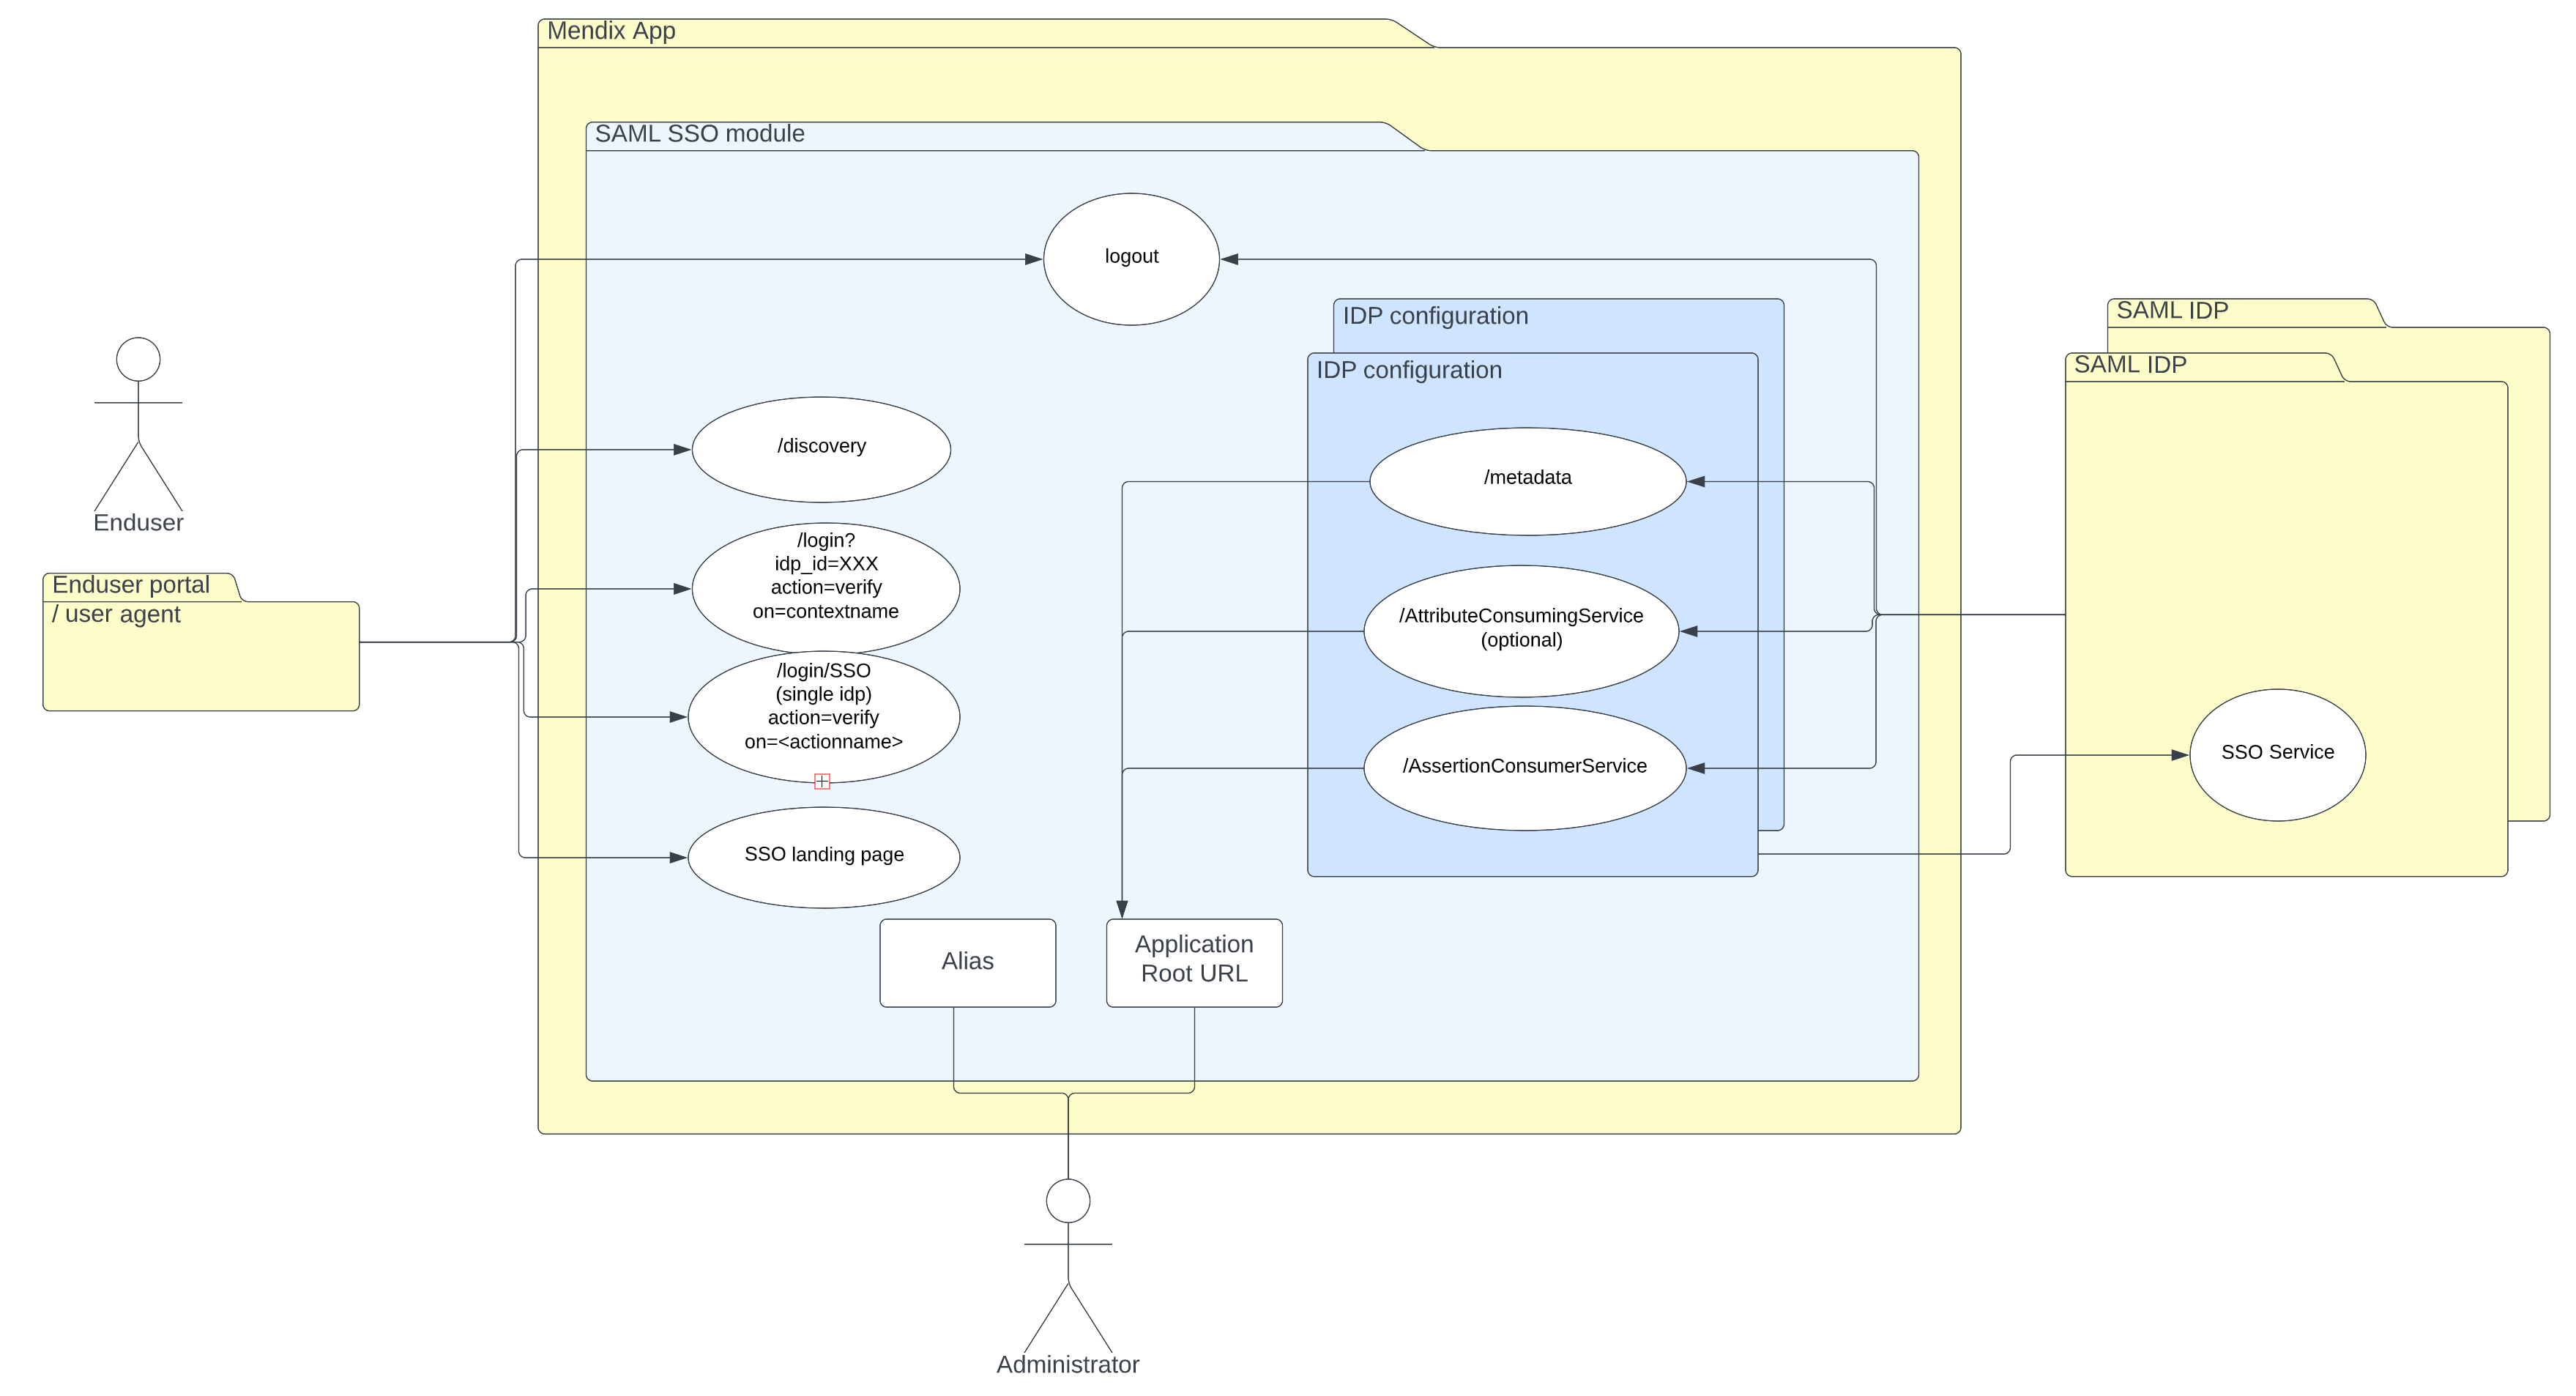 Mendix App
SAML SSO module
logout
IDP configuration
IDP configuration
SAML IDP
SAML IDP
/discovery
/metadata
Enduser
/login?
idp_id=XXX
action=verify
on=contextname
Enduser portal
/ user agent
/AttributeConsumingService
(optional)
/login/SSO
(single idp)
action=verify
on=<actionname>
/AssertionConsumerService
SSO Service
SSO landing page
Alias
Application
Root URL
Administrator